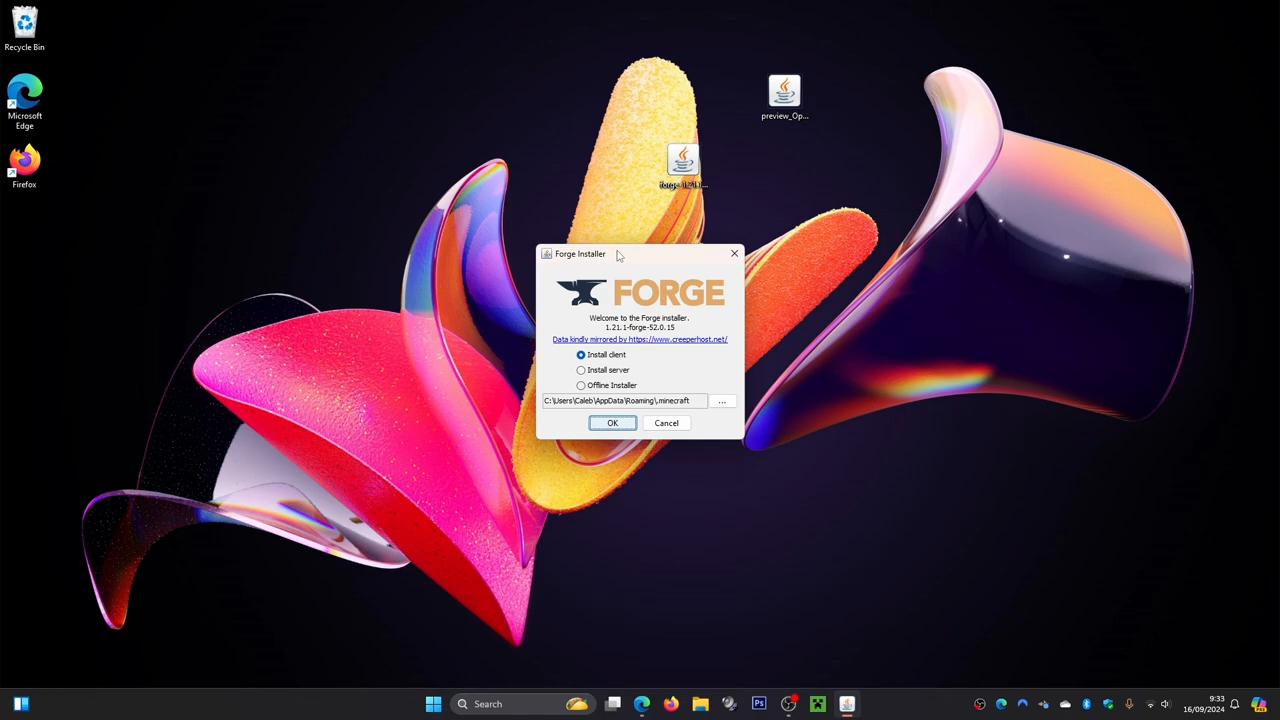 Recycle Bin
Microsoft
Edge
Firefox
preview_Op...
Forge Installer
FORGE
Welcome to the Forge installer.
1.21.1-forge-52.0.15
Data kindly mirrored by https://www.creeperhost.net/
Install client
Install server
Offline Installer
C:\Users\Caleb\AppData\Roaming\.minecraft
...
OK
Cancel
Search
Ps
9:33
16/09/2024